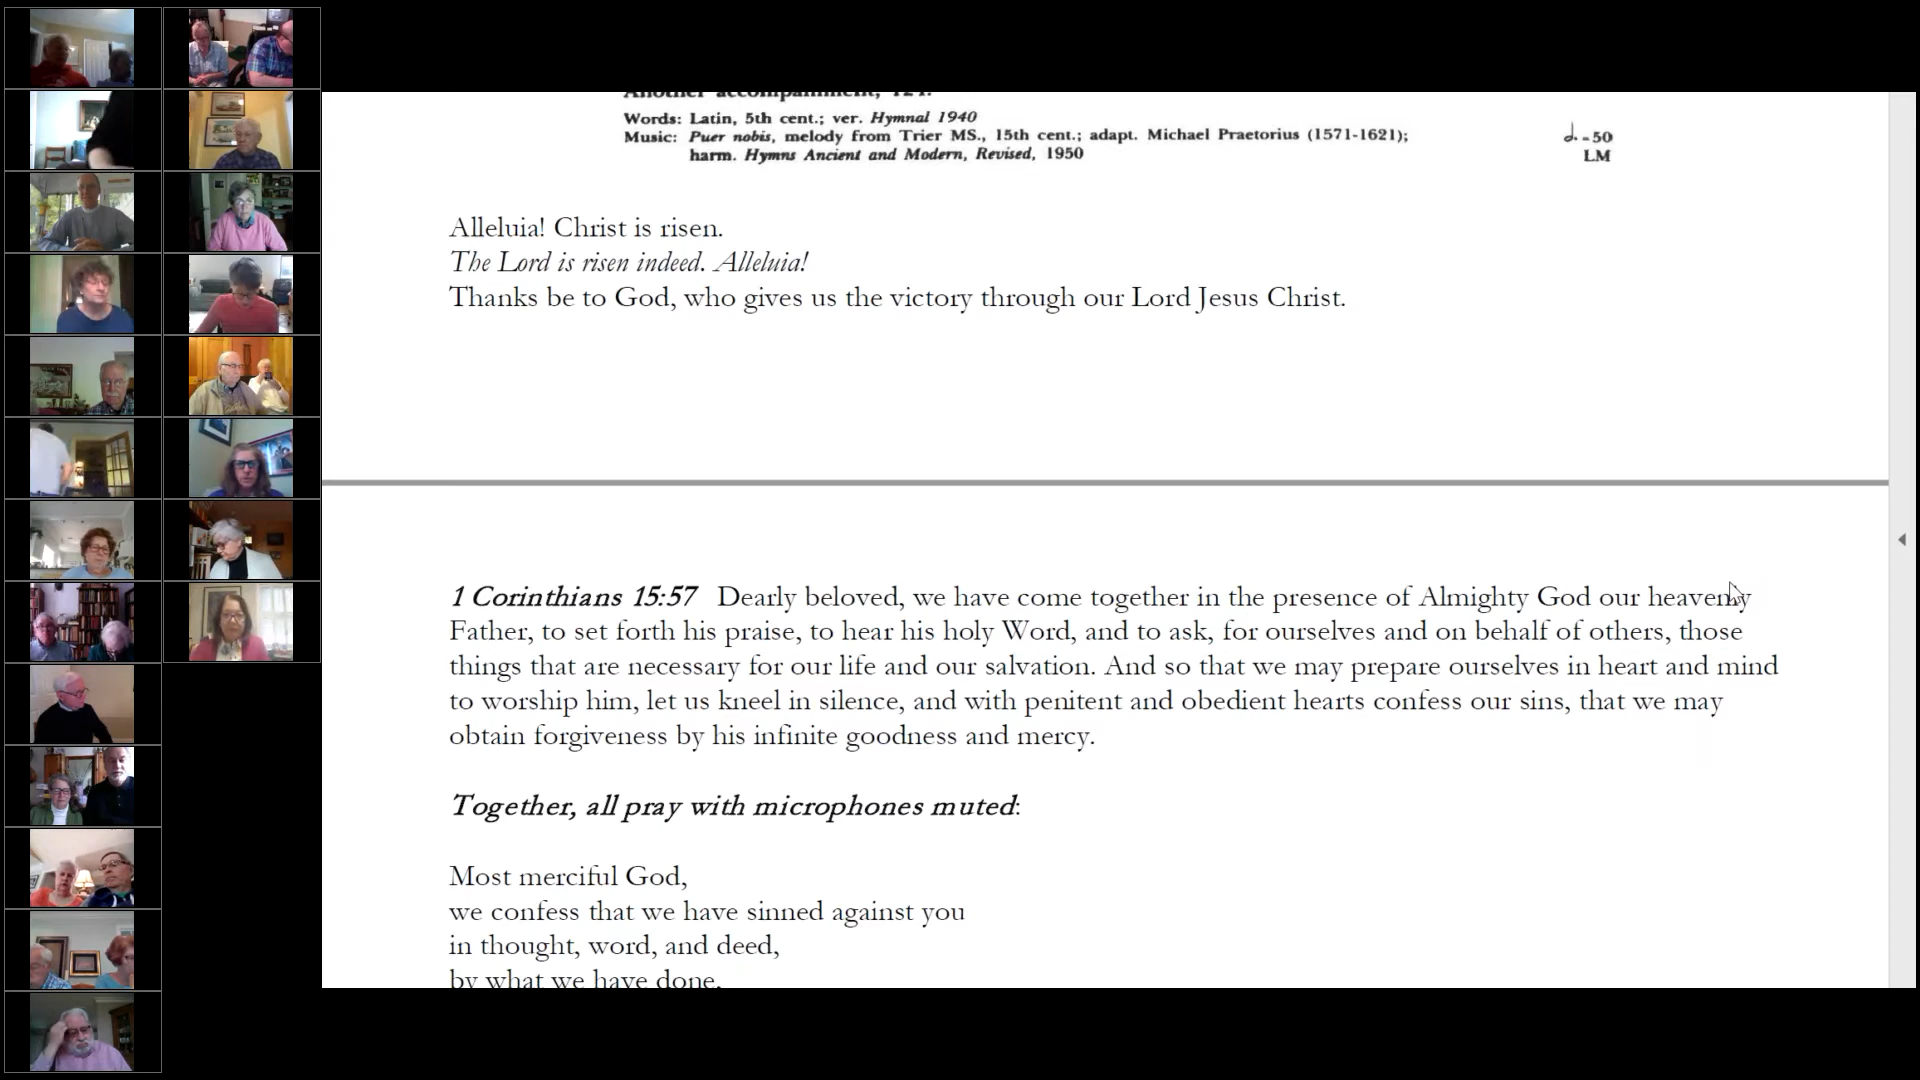 Another accompaniment, 124.
Words: Latin, 5th cent.; ver. Hymnal 1940
Music: Puer nobis, melody from Trier MS., 15th cent.; adapt. Michael Praetorius (1571-1621);
harm. Hymns Ancient and Modern, Revised, 1950
= 50
LM
Alleluia! Christ is risen.
The Lord is risen indeed. Alleluia!
Thanks be to God, who gives us the victory through our Lord Jesus Christ.
1 Corinthians 15:57 Dearly beloved, we have come together in the presence of Almighty God our heavenly
Father, to set forth his praise, to hear his holy Word, and to ask, for ourselves and on behalf of others, those
things that are necessary for our life and our salvation. And so that we may prepare ourselves in heart and mind
to worship him, let us kneel in silence, and with penitent and obedient hearts confess our sins, that we may
obtain forgiveness by his infinite goodness and mercy.
Together, all pray with microphones muted:
Most merciful God,
we confess that we have sinned against you
in thought, word, and deed,
by what we have done,